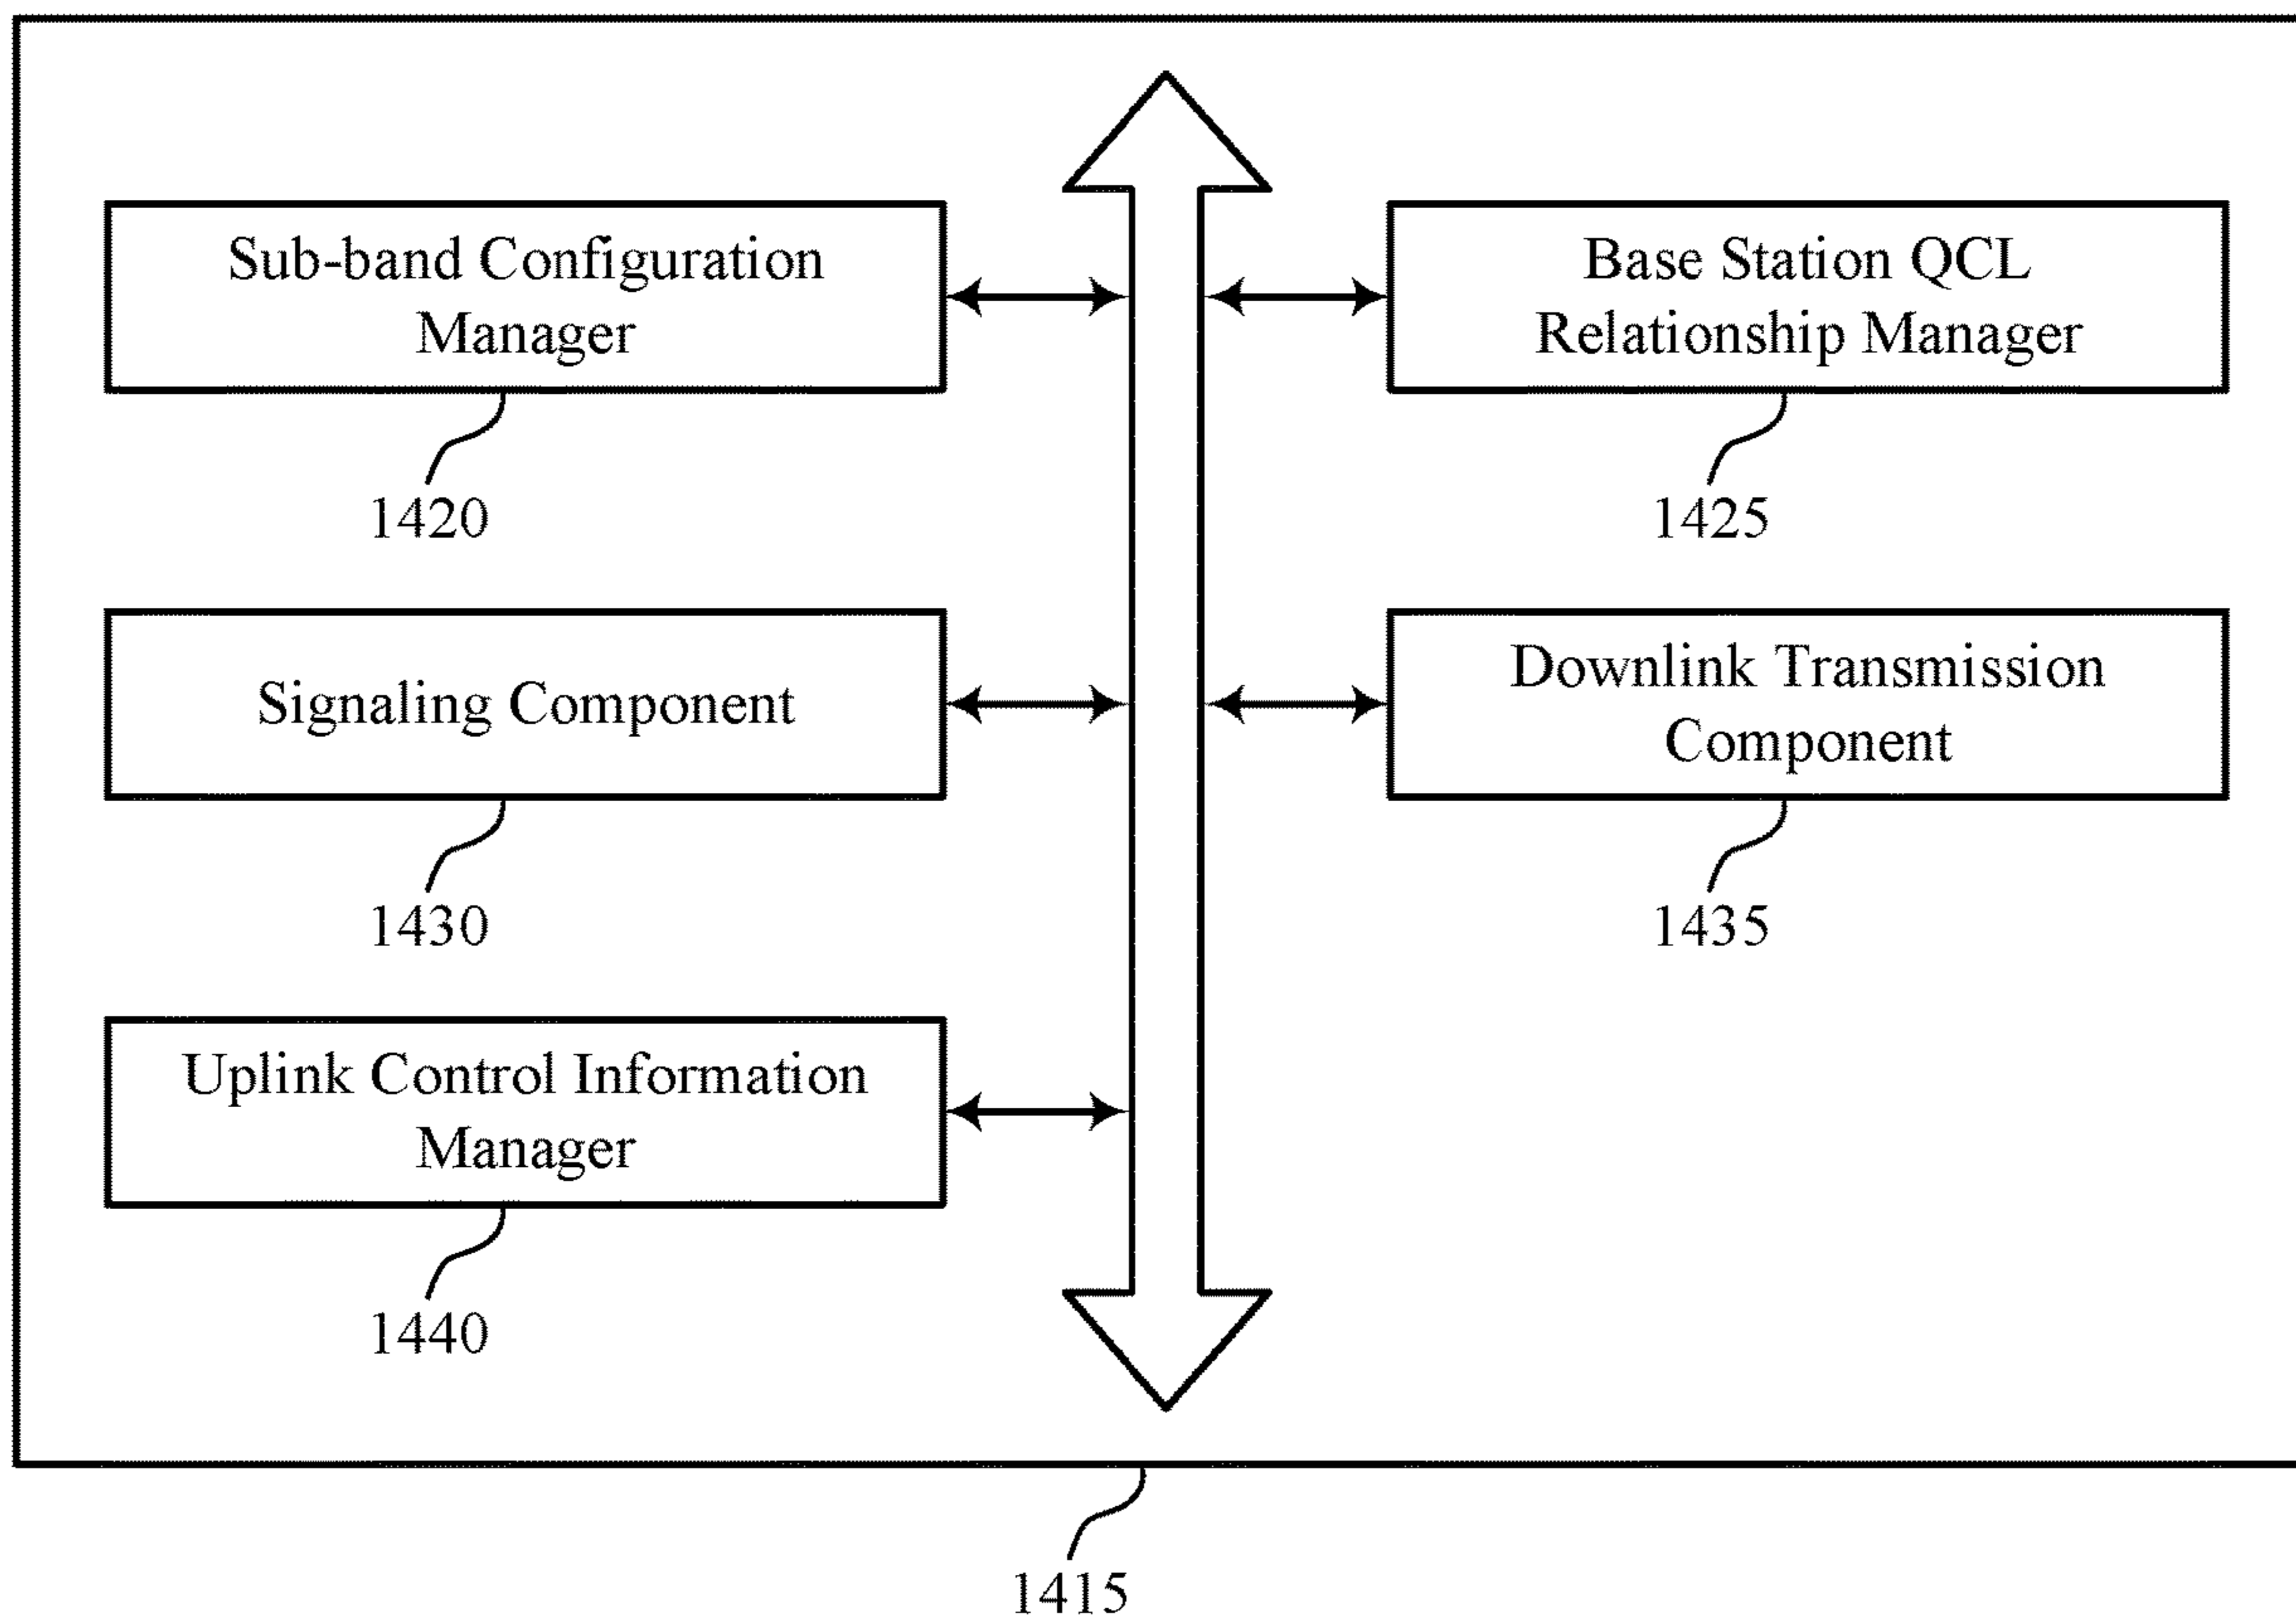 Sub-band Configuration
Manager
1420
Base Station QCL
Relationship Manager
1425
Signaling Component
1430
Downlink Transmission
Component
1435
Uplink Control Information
Manager
1440
1415